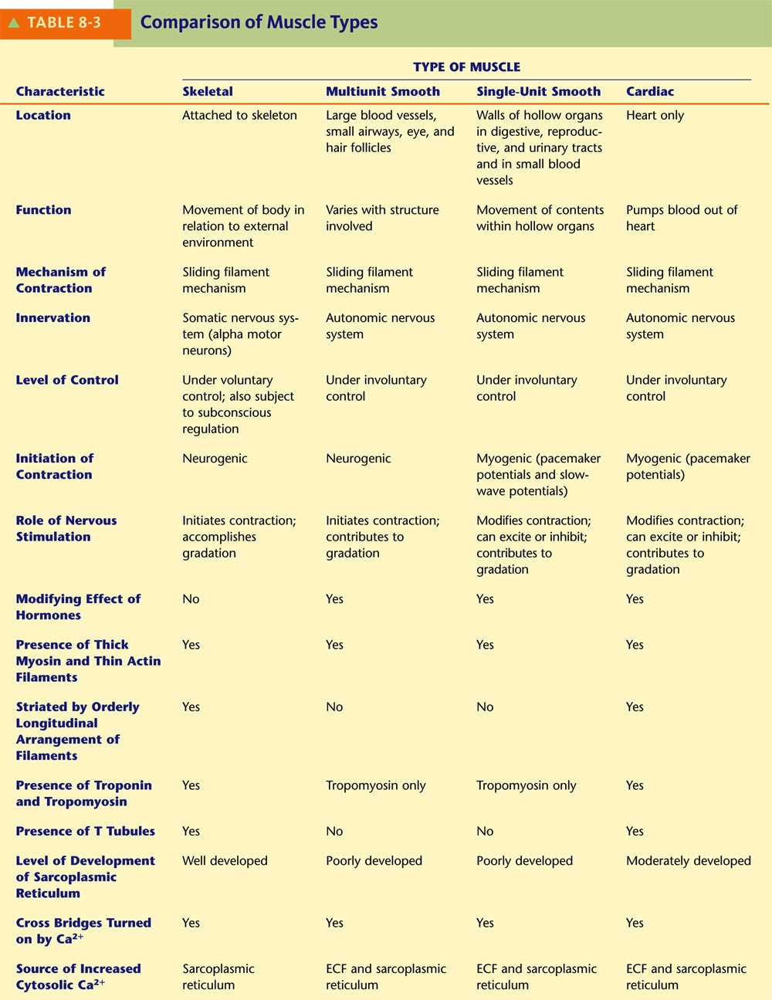 ▲ TABLE 8-3 Comparison of Muscle Types
TYPE OF MUSCLE
Characteristic Skeletal Multiunit Smooth Single-Unit Smooth Cardiac
Location Attached to skeleton Large blood vessels, Walls of hollow organs Heart only
small airways, eye, and in digestive, reproduc-
hair follicles tive, and urinary tracts
and in small blood
vessels
Function Movement of body in Varies with structure Movement of contents Pumps blood out of
relation to external involved within hollow organs heart
environment
Mechanism of Sliding filament Sliding filament Sliding filament Sliding filament
Contraction mechanism mechanism mechanism mechanism
Innervation Somatic nervous sys- Autonomic nervous Autonomic nervous Autonomic nervous
tem (alpha motor system system system
neurons)
Level of Control Under voluntary Under involuntary Under involuntary Under involuntary
control; also subject control control control
to subconscious
regulation
Initiation of Neurogenic Neurogenic Myogenic (pacemaker Myogenic (pacemaker
Contraction potentials and slow- potentials)
wave potentials)
Role of Nervous Initiates contraction; Initiates contraction; Modifies contraction; Modifies contraction;
Stimulation accomplishes contributes to can excite or inhibit; can excite or inhibit;
gradation gradation contributes to contributes to
gradation gradation
Modifying Effect of No Yes Yes Yes
Hormones
Presence of Thick Yes Yes Yes Yes
Myosin and Thin Actin
Filaments
Striated by Orderly Yes No No Yes
Longitudinal
Arrangement of
Filaments
Presence of Troponin Yes Tropomyosin only Tropomyosin only Yes
and Tropomyosin
Presence of T Tubules Yes No No Yes
Level of Development Well developed Poorly developed Poorly developed Moderately developed
of Sarcoplasmic
Reticulum
Cross Bridges Turned Yes Yes Yes Yes
on by Ca²⁺
Source of Increased Sarcoplasmic ECF and sarcoplasmic ECF and sarcoplasmic ECF and sarcoplasmic
Cytosolic Ca²⁺ reticulum reticulum reticulum reticulum